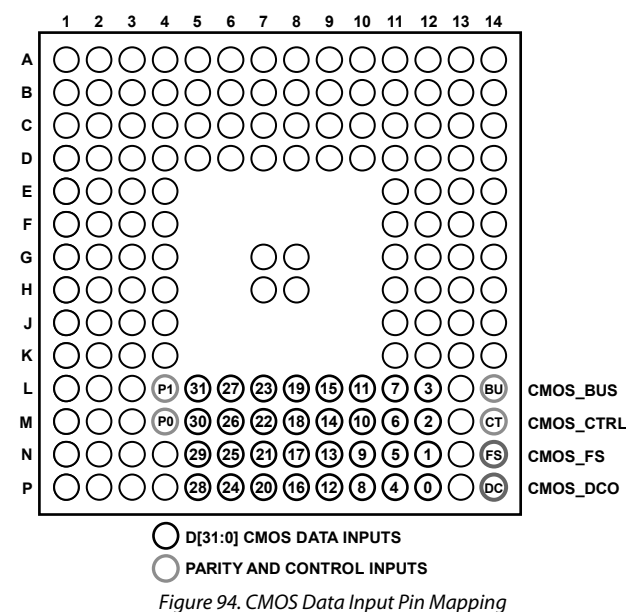 1 2 3 4 5 6 7 8 9 10 11 12 13 14
A
B
C
D
E
F
G
H
J
K
L P1 31 27 23 19 15 11 7 3 BU CMOS_BUS
M P0 30 26 22 18 14 10 6 2 CT CMOS_CTRL
N 29 25 21 17 13 9 5 1 FS CMOS_FS
P 28 24 20 16 12 8 4 0 DC CMOS_DCO
D[31:0] CMOS DATA INPUTS
PARITY AND CONTROL INPUTS
Figure 94. CMOS Data Input Pin Mapping